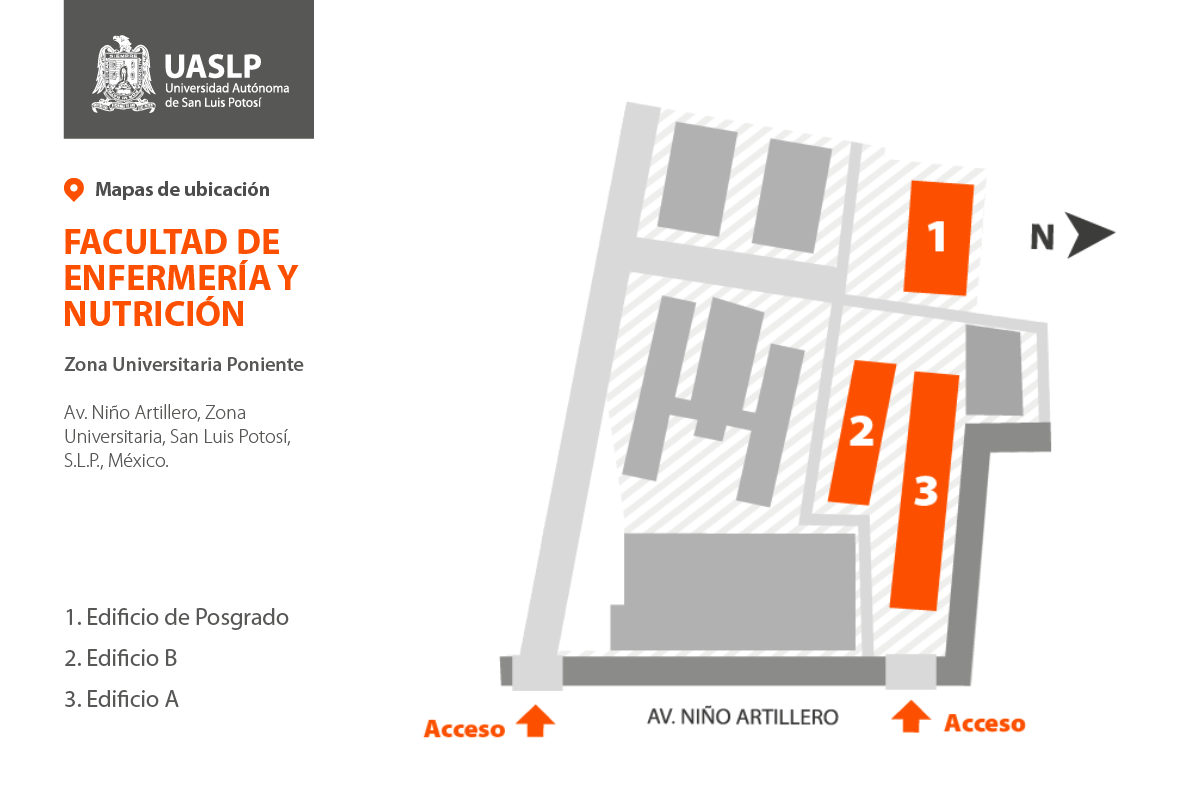 UASLP
Universidad Autónoma
de San Luis Potosí
Mapas de ubicación
FACULTAD DE
ENFERMERÍA Y
NUTRICIÓN
Zona Universitaria Poniente
Av. Niño Artillero, Zona
Universitaria, San Luis Potosí,
S.L.P., México.
1. Edificio de Posgrado
2. Edificio B
3. Edificio A
1
N
2
3
AV. NIÑO ARTILLERO
Acceso
Acceso